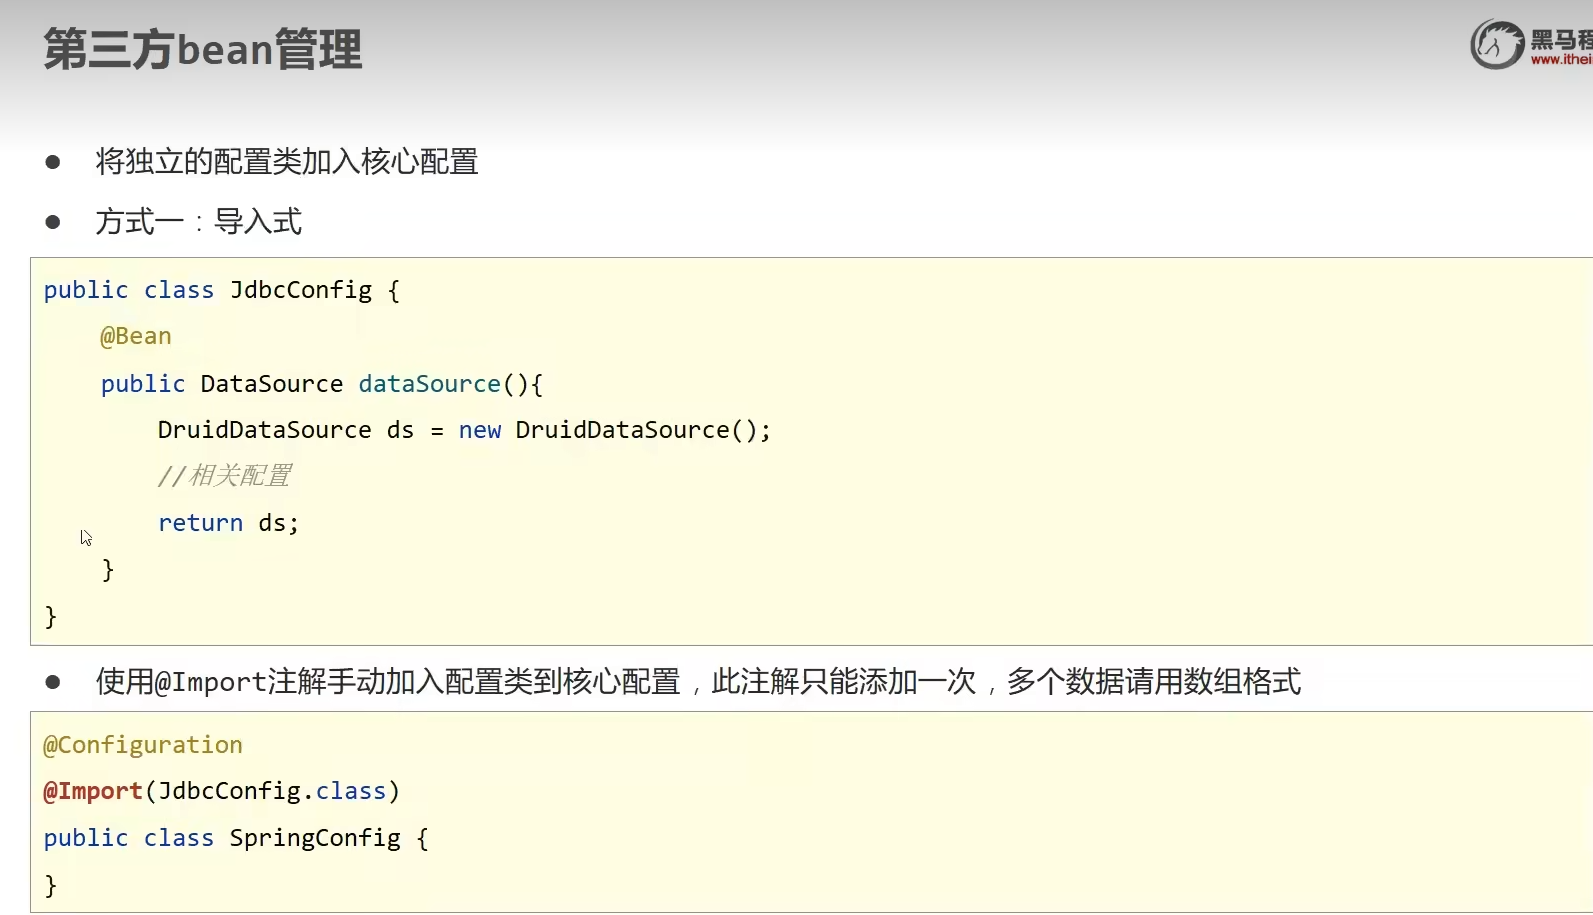 第三方bean管理
黑马程
www.ithei
● 将独立的配置类加入核心配置
● 方式一：导入式
public class JdbcConfig {
    @Bean
    public DataSource dataSource(){
        DruidDataSource ds = new DruidDataSource();
        //相关配置
        return ds;
    }
}
● 使用@Import注解手动加入配置类到核心配置，此注解只能添加一次，多个数据请用数组格式
@Configuration
@Import(JdbcConfig.class)
public class SpringConfig {
}